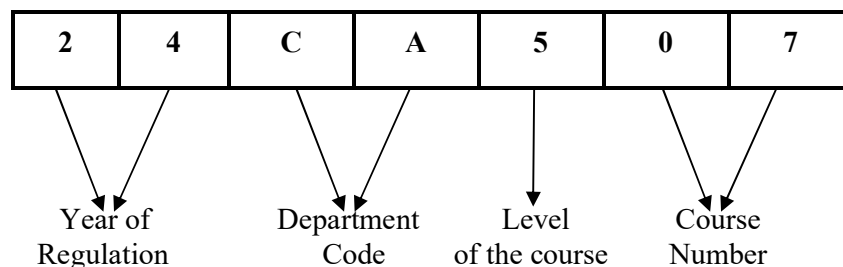 2 4 C A 5 0 7
Year of Department Level Course
Regulation Code of the course Number